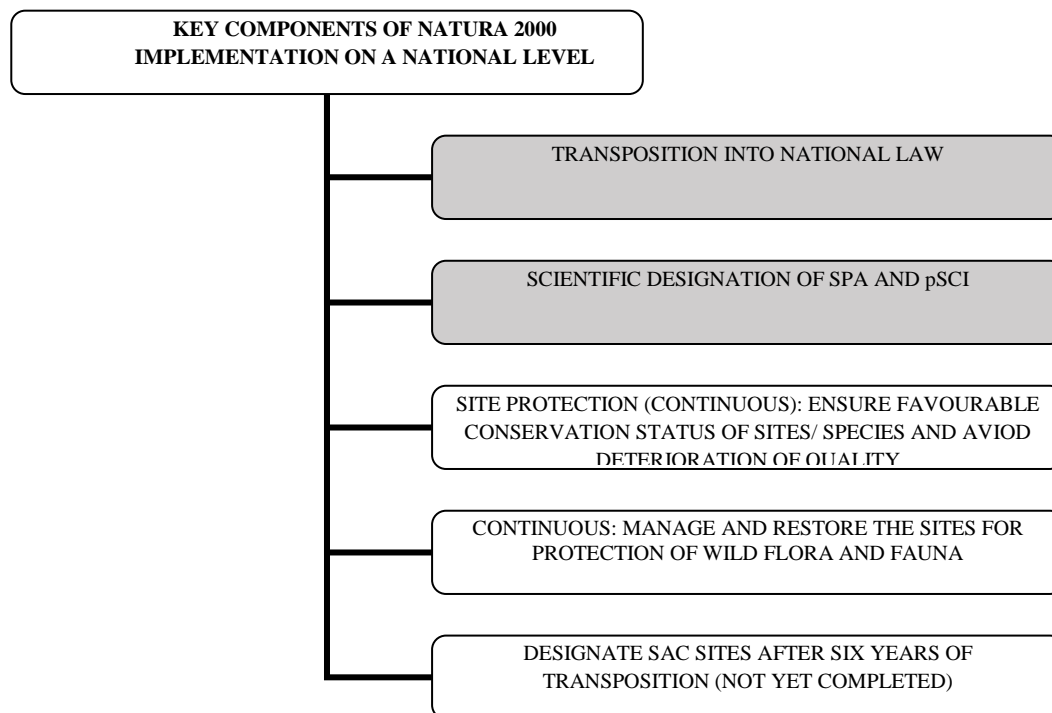 KEY COMPONENTS OF NATURA 2000
IMPLEMENTATION ON A NATIONAL LEVEL
TRANSPOSITION INTO NATIONAL LAW
SCIENTIFIC DESIGNATION OF SPA AND pSCI
SITE PROTECTION (CONTINUOUS): ENSURE FAVOURABLE
CONSERVATION STATUS OF SITES/ SPECIES AND AVIOD
DETERIORATION OF QUALITY
CONTINUOUS: MANAGE AND RESTORE THE SITES FOR
PROTECTION OF WILD FLORA AND FAUNA
DESIGNATE SAC SITES AFTER SIX YEARS OF
TRANSPOSITION (NOT YET COMPLETED)